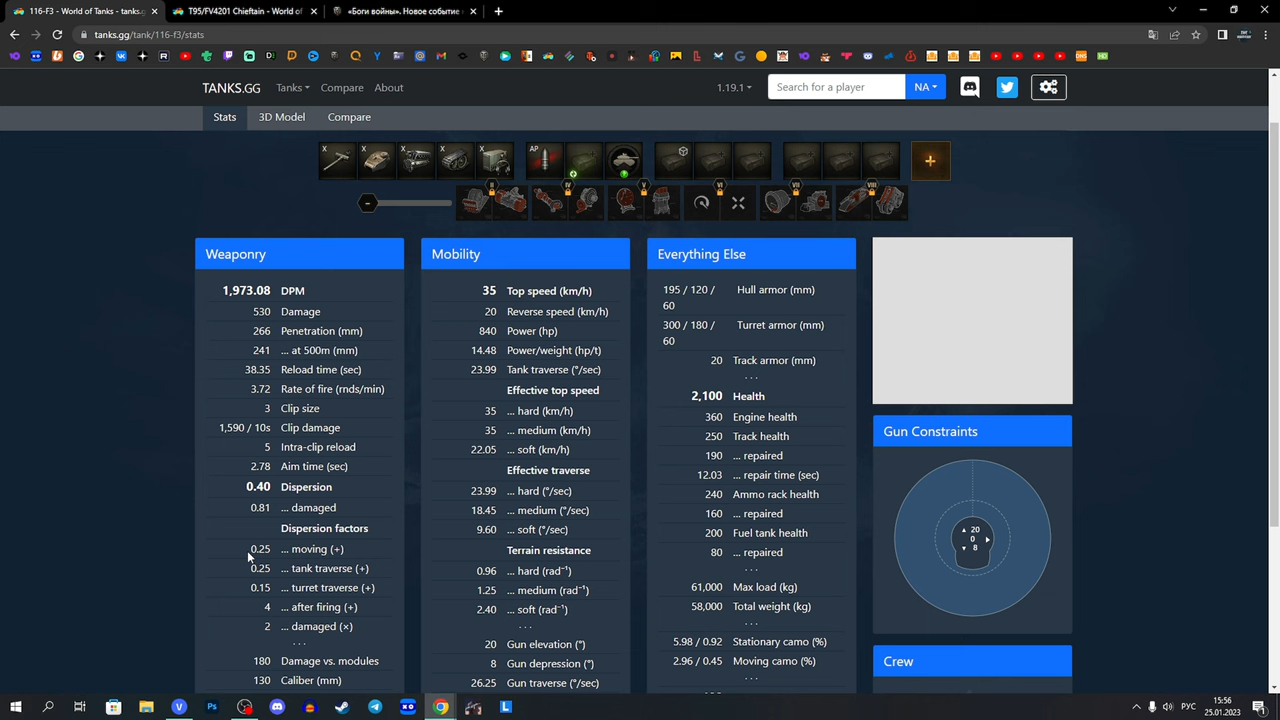 116-F3 - World of Tanks - tanks.g
T95/FV4201 Chieftain - World of
«Боги войны». Новое событие
tanks.gg/tank/116-f3/stats
TANKS.GG
Tanks
Compare
About
1.19.1
Search for a player
NA
Stats
3D Model
Compare
X
X
X
X
X
AP
II
IV
V
VI
VII
VIII
Weaponry
1,973.08 DPM
530 Damage
266 Penetration (mm)
241 ... at 500m (mm)
38.35 Reload time (sec)
3.72 Rate of fire (rnds/min)
3 Clip size
1,590 / 10s Clip damage
5 Intra-clip reload
2.78 Aim time (sec)
0.40 Dispersion
0.81 ... damaged
Dispersion factors
0.25 ... moving (+)
0.25 ... tank traverse (+)
0.15 ... turret traverse (+)
4 ... after firing (+)
2 ... damaged (×)
...
180 Damage vs. modules
130 Caliber (mm)
Mobility
35 Top speed (km/h)
20 Reverse speed (km/h)
840 Power (hp)
14.48 Power/weight (hp/t)
23.99 Tank traverse (°/sec)
Effective top speed
35 ... hard (km/h)
35 ... medium (km/h)
22.05 ... soft (km/h)
Effective traverse
23.99 ... hard (°/sec)
18.45 ... medium (°/sec)
9.60 ... soft (°/sec)
Terrain resistance
0.96 ... hard (rad⁻¹)
1.25 ... medium (rad⁻¹)
2.40 ... soft (rad⁻¹)
...
20 Gun elevation (°)
8 Gun depression (°)
26.25 Gun traverse (°/sec)
Everything Else
195 / 120 / 60 Hull armor (mm)
300 / 180 / 60 Turret armor (mm)
20 Track armor (mm)
...
2,100 Health
360 Engine health
250 Track health
190 ... repaired
12.03 ... repair time (sec)
240 Ammo rack health
160 ... repaired
200 Fuel tank health
80 ... repaired
...
61,000 Max load (kg)
58,000 Total weight (kg)
...
5.98 / 0.92 Stationary camo (%)
2.96 / 0.45 Moving camo (%)
Gun Constraints
20
0
8
Crew
РУС
15:56
25.01.2023